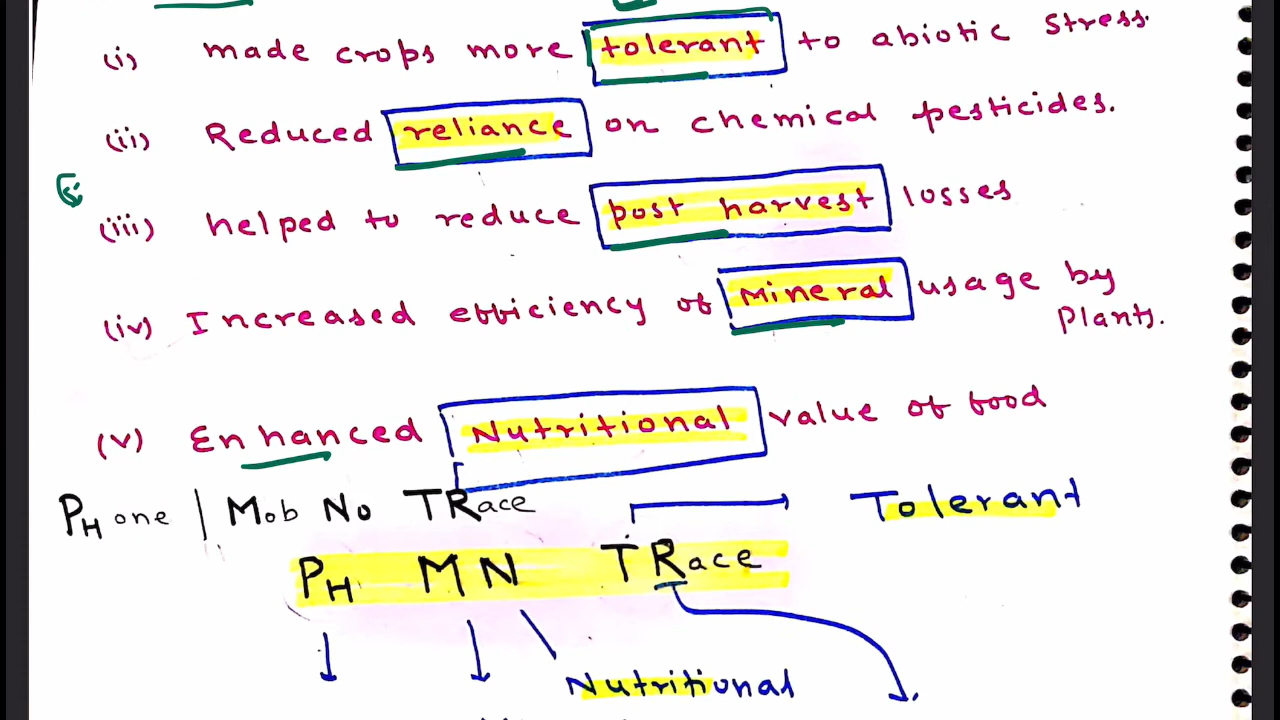 (i) made crops more tolerant to abiotic stress.
(ii) Reduced reliance on chemical pesticides.
(iii) helped to reduce post harvest losses
(iv) Increased efficiency of Mineral usage by
Plants.
(v) Enhanced Nutritional value of food
PHone | Mob No TRace
Tolerant
PH MN TRace
Nutritional